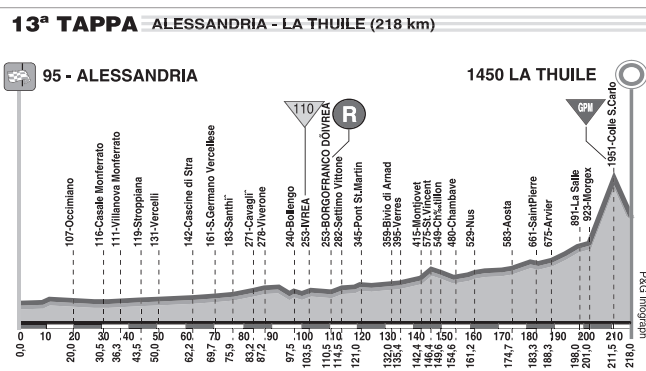 13ª TAPPA ALESSANDRIA - LA THUILE (218 km)
95 - ALESSANDRIA
1450 LA THUILE
110
R
GPM
107-Occimiano
116-Casale Monferrato
111-Villanova Monferrato
119-Stroppiana
131-Vercelli
142-Cascine di Stra
161-S.Germano Vercellese
183-Santhi¨
271-Cavagli¨
278-Viverone
240-Bollengo
253-IVREA
253-BORGOFRANCO DÕIVREA
282-Settimo Vittone
345-Pont St.Martin
359-Bivio di Arnad
395-Verres
415-Montjovet
575-St.Vincent
549-Ch‰tillon
480-Chambave
529-Nus
583-Aosta
661-SaintPierre
675-Arvier
891-La Salle
923-Morgex
1951-Colle S.Carlo
P&G Infograph
10 20 30 40 50 60 70 80 90 100 110 120 130 140 150 160 170 180 190 200 210
0,0 20,0 30,5 36,3 43,5 50,0 62,2 69,7 75,9 83,2 87,2 97,5 103,5 110,5 114,5 121,0 132,0 135,4 142,4 146,4 149,6 154,6 161,2 174,7 183,3 188,3 198,0 201,0 211,5 218,0